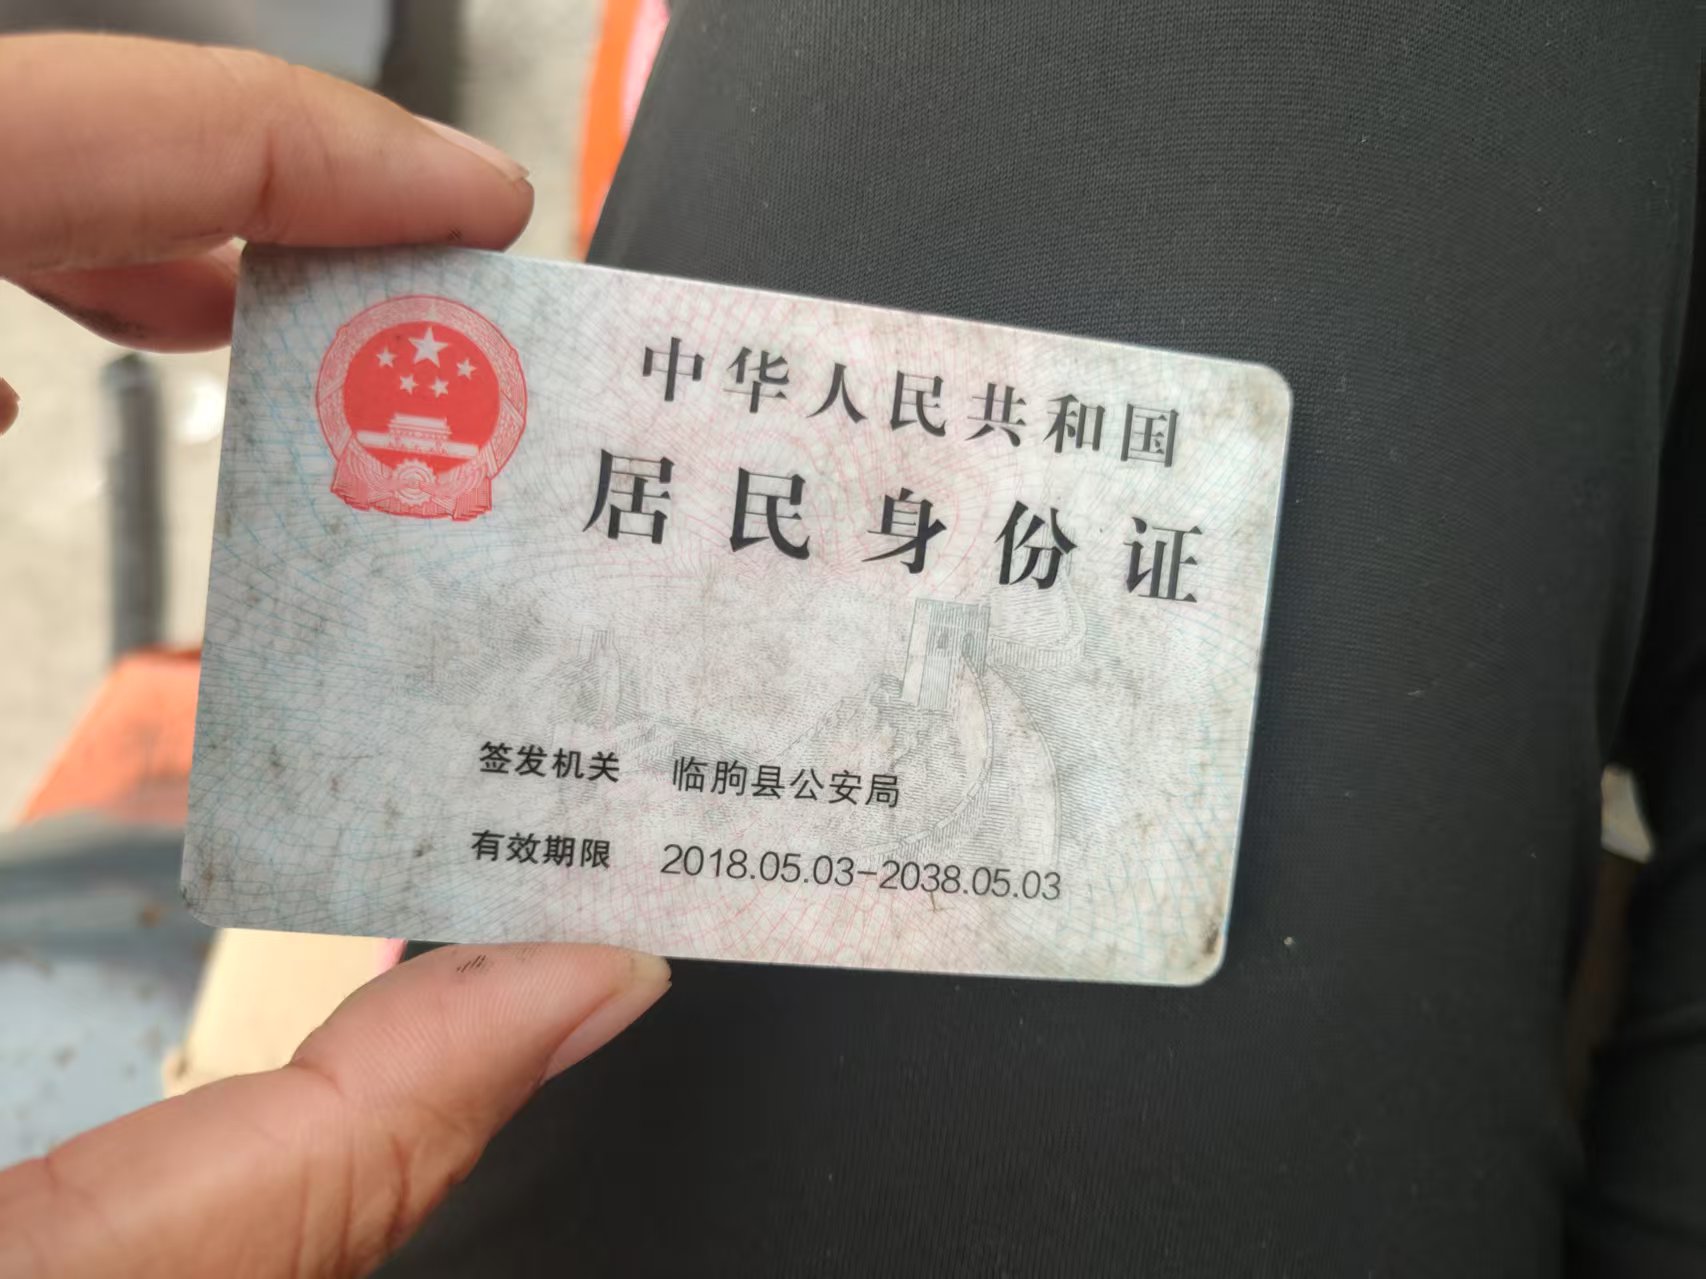 中华人民共和国
居民身份证
签发机关 临朐县公安局
有效期限 2018.05.03-2038.05.03